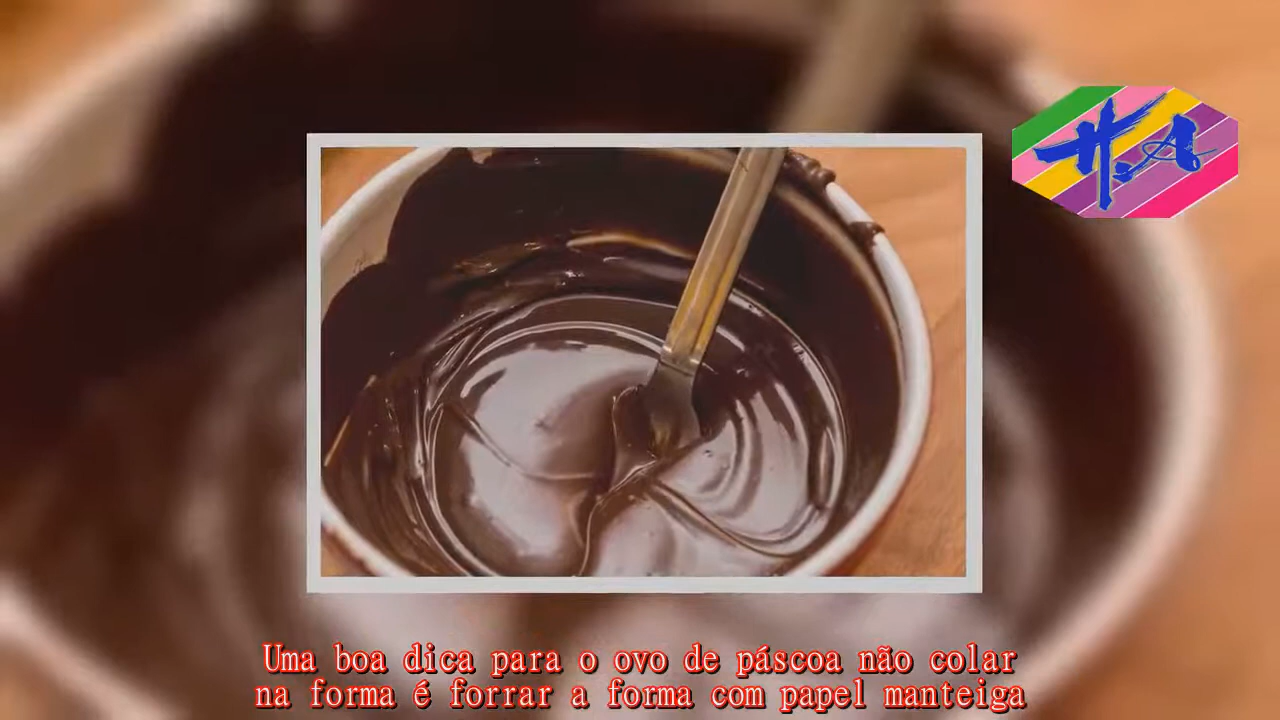 H.A
Uma boa dica para o ovo de páscoa não colar
na forma é forrar a forma com papel manteiga